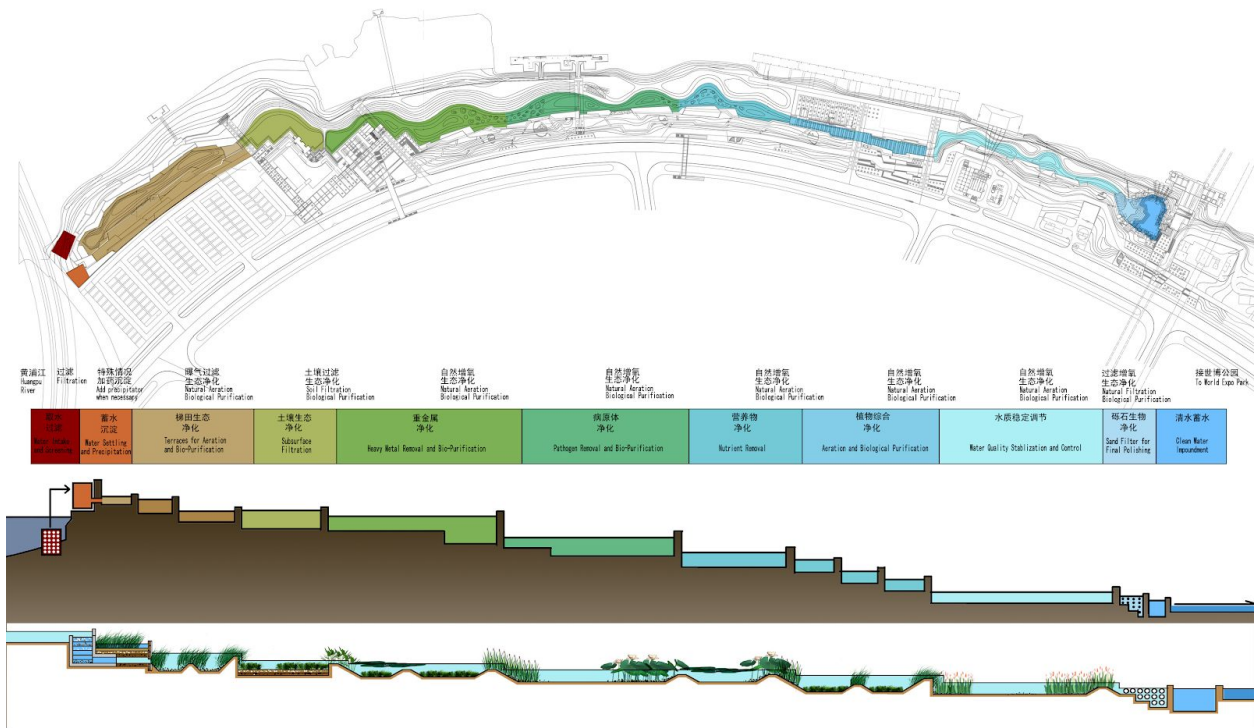 黄浦江
Huangpu
River
过滤
Filtration
特殊情况
加药沉淀
Add precipitator
when necessary
曝气过滤
生态净化
Natural Aeration
Biological Purification
土壤过滤
生态净化
Soil Filtration
Biological Purification
自然增氧
生态净化
Natural Aeration
Biological Purification
自然增氧
生态净化
Natural Aeration
Biological Purification
自然增氧
生态净化
Natural Aeration
Biological Purification
自然增氧
生态净化
Natural Aeration
Biological Purification
自然增氧
生态净化
Natural Aeration
Biological Purification
过滤增氧
生态净化
Natural Filtration
Biological Purification
接世博公园
To World Expo Park
过滤
Water Intake
and Screening
蓄水
沉淀
Water Settling
and Precipitation
梯田生态
净化
Terraces for Aeration
and Bio-Purification
土壤生态
净化
Subsurface
Filtration
重金属
净化
Heavy Metal Removal and Bio-Purification
病原体
净化
Pathogen Removal and Bio-Purification
营养物
净化
Nutrient Removal
植物综合
净化
Aeration and Biological Purification
水质稳定调节
Water Quality Stablization and Control
砾石生物
净化
Sand Filter for
Final Polishing
清水蓄水
Clean Water
Impoundment